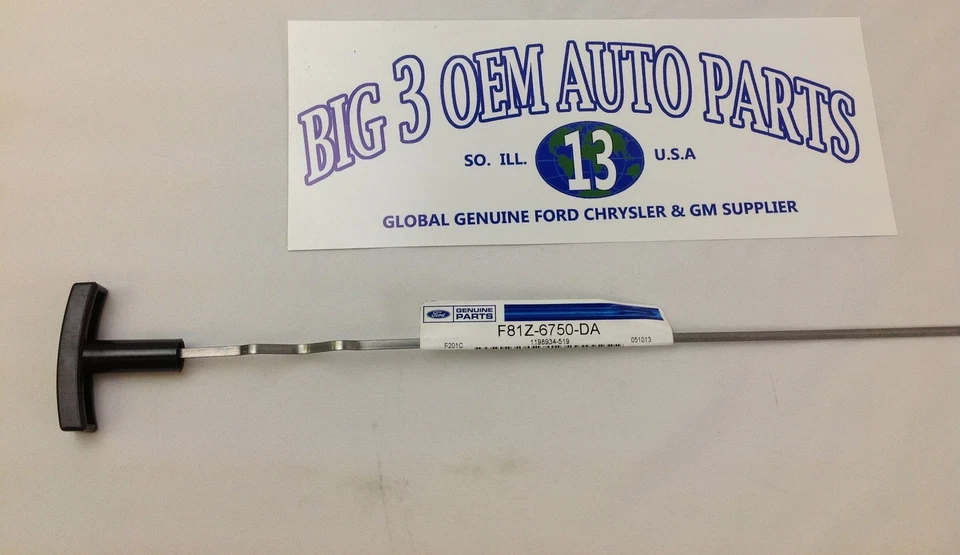 BIG 3 OEM AUTO PARTS
SO. ILL. 13 U.S.A
GLOBAL GENUINE FORD CHRYSLER & GM SUPPLIER
Ford GENUINE PARTS
F81Z-6750-DA
F201C 1198934-519 051013